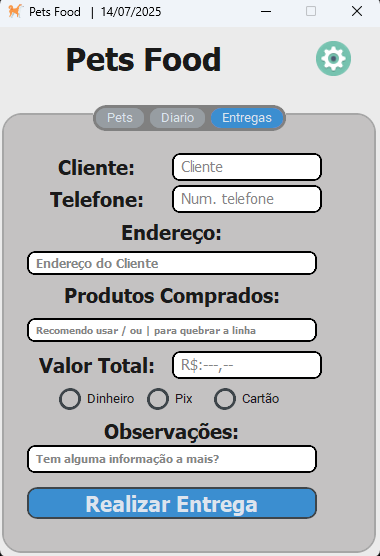 Pets Food | 14/07/2025
Pets Food
Pets Diario Entregas
Cliente: Cliente
Telefone: Num. telefone
Endereço:
Endereço do Cliente
Produtos Comprados:
Recomendo usar / ou | para quebrar a linha
Valor Total: R$:---,--
Dinheiro Pix Cartão
Observações:
Tem alguma informação a mais?
Realizar Entrega